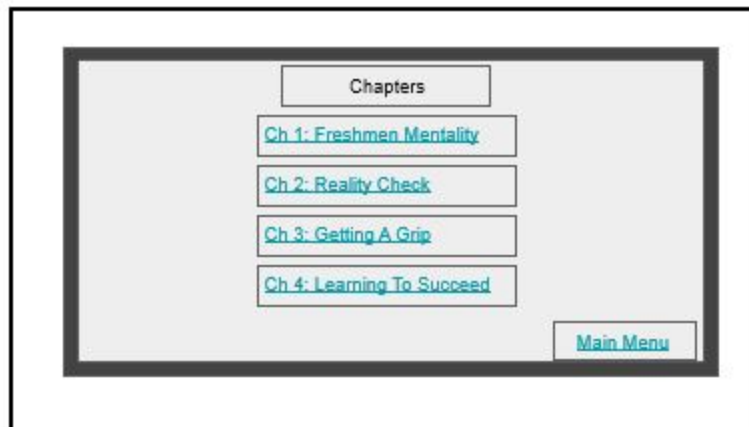 Chapters
Ch 1: Freshmen Mentality
Ch 2: Reality Check
Ch 3: Getting A Grip
Ch 4: Learning To Succeed
Main Menu